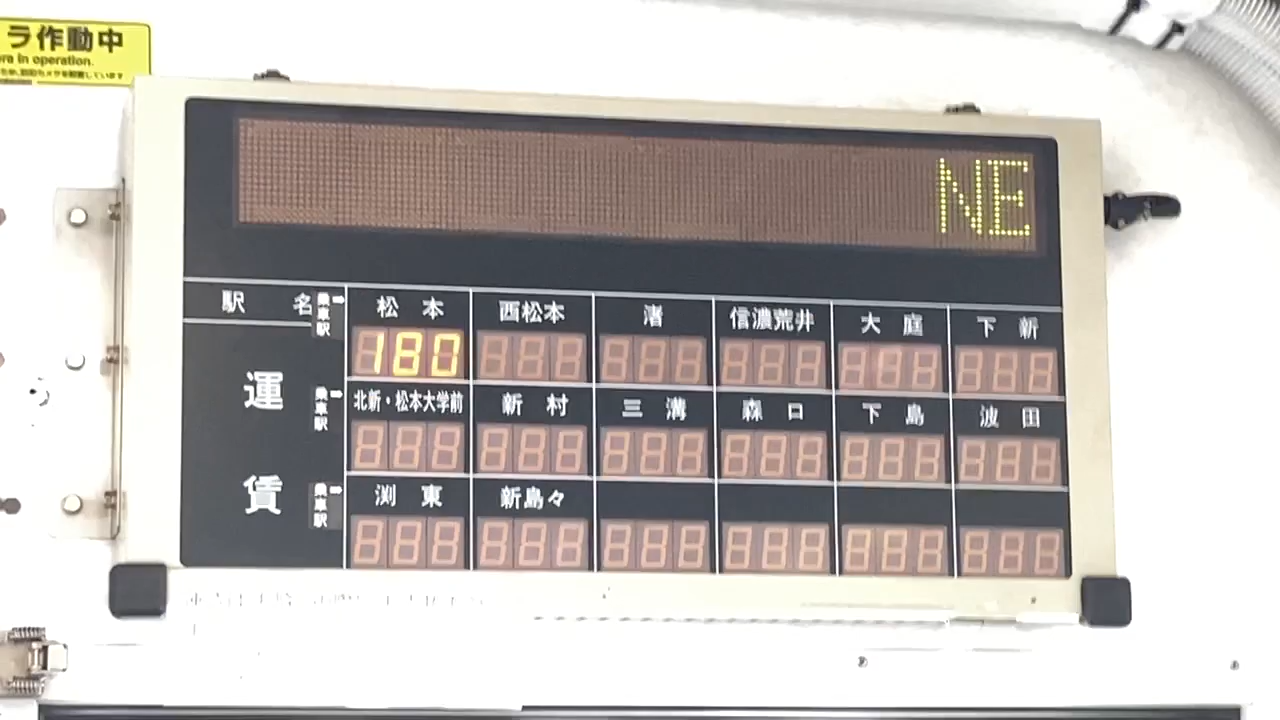 ラ作動中
ra in operation.
NE
駅 名 乗車駅 松 本 西松本 渚 信濃荒井 大 庭 下 新
180
運 乗車駅 北新・松本大学前 新 村 三 溝 森 口 下 島 波 田
賃 乗車駅 渕 東 新島々